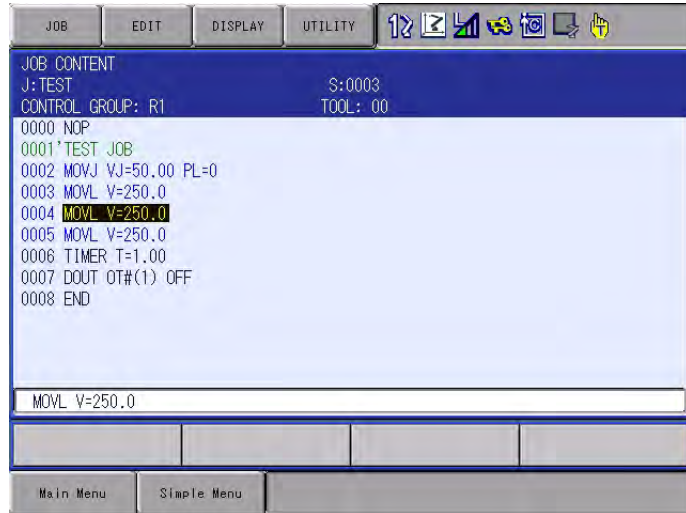 JOB EDIT DISPLAY UTILITY
JOB CONTENT
J:TEST S:0003
CONTROL GROUP: R1 TOOL: 00
0000 NOP
0001'TEST JOB
0002 MOVJ VJ=50.00 PL=0
0003 MOVL V=250.0
0004 MOVL V=250.0
0005 MOVL V=250.0
0006 TIMER T=1.00
0007 DOUT OT#(1) OFF
0008 END
MOVL V=250.0
Main Menu Simple Menu